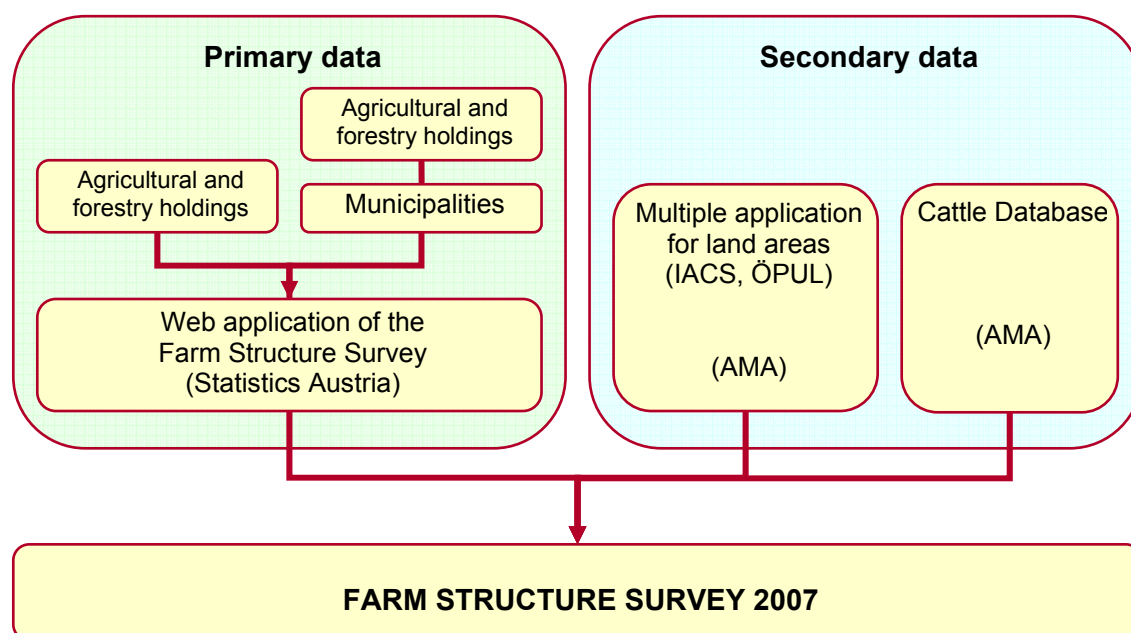 Primary data
Agricultural and
forestry holdings
Agricultural and
forestry holdings
Municipalities
Web application of the
Farm Structure Survey
(Statistics Austria)
Secondary data
Multiple application
for land areas
(IACS, ÖPUL)
(AMA)
Cattle Database
(AMA)
FARM STRUCTURE SURVEY 2007